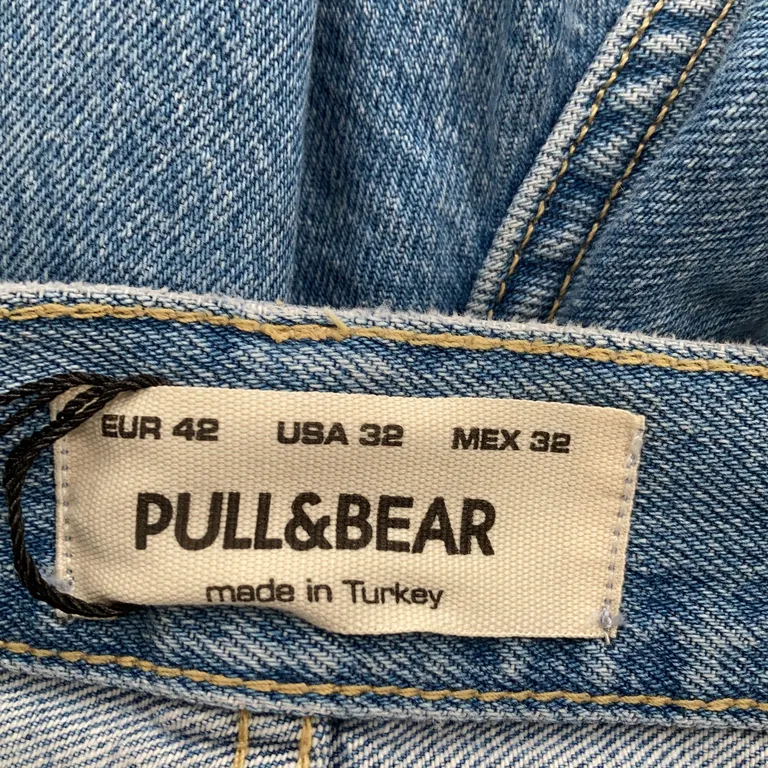 EUR 42 USA 32 MEX 32
PULL&BEAR
made in Turkey